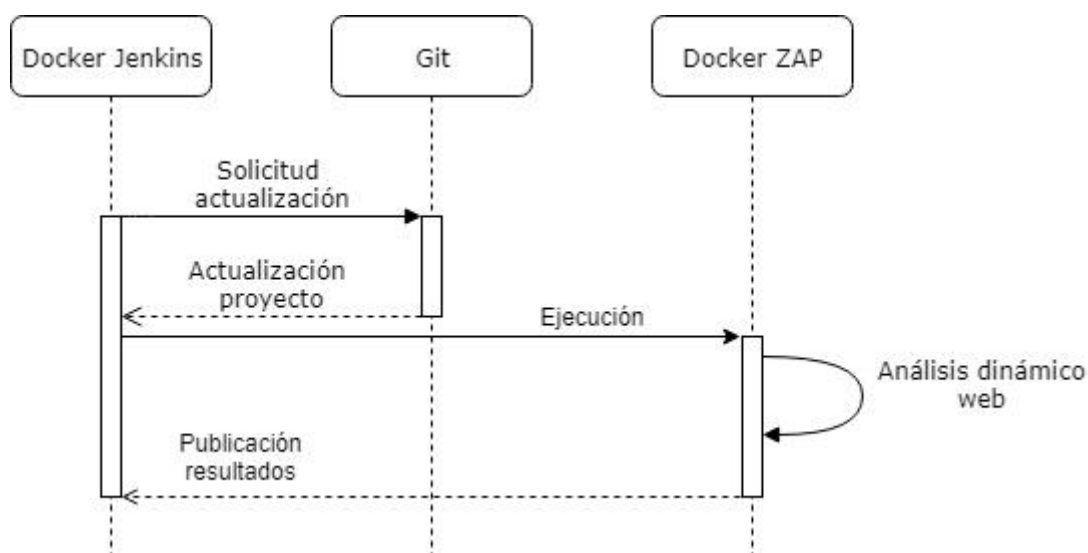 Docker Jenkins
Git
Docker ZAP
Solicitud
actualización
Actualización
proyecto
Ejecución
Análisis dinámico
web
Publicación
resultados